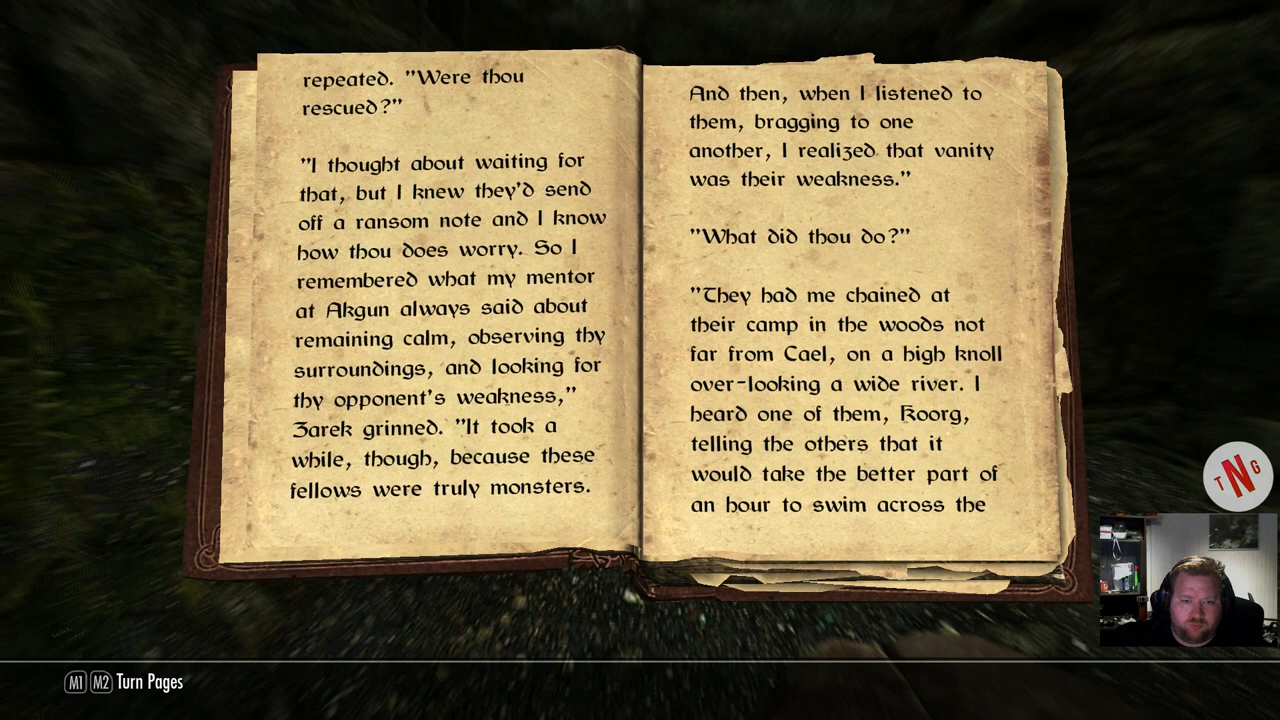 repeated. "Were thou
rescued?"
"I thought about waiting for
that, but I knew they'd send
off a ransom note and I know
how thou does worry. So I
remembered what my mentor
at Akgun always said about
remaining calm, observing thy
surroundings, and looking for
thy opponent's weakness,"
Zarek grinned. "It took a
while, though, because these
fellows were truly monsters.
And then, when I listened to
them, bragging to one
another, I realized that vanity
was their weakness."
"What did thou do?"
"They had me chained at
their camp in the woods not
far from Cael, on a high knoll
over-looking a wide river. I
heard one of them, Koorg,
telling the others that it
would take the better part of
an hour to swim across the
TNG
M1 M2 Turn Pages